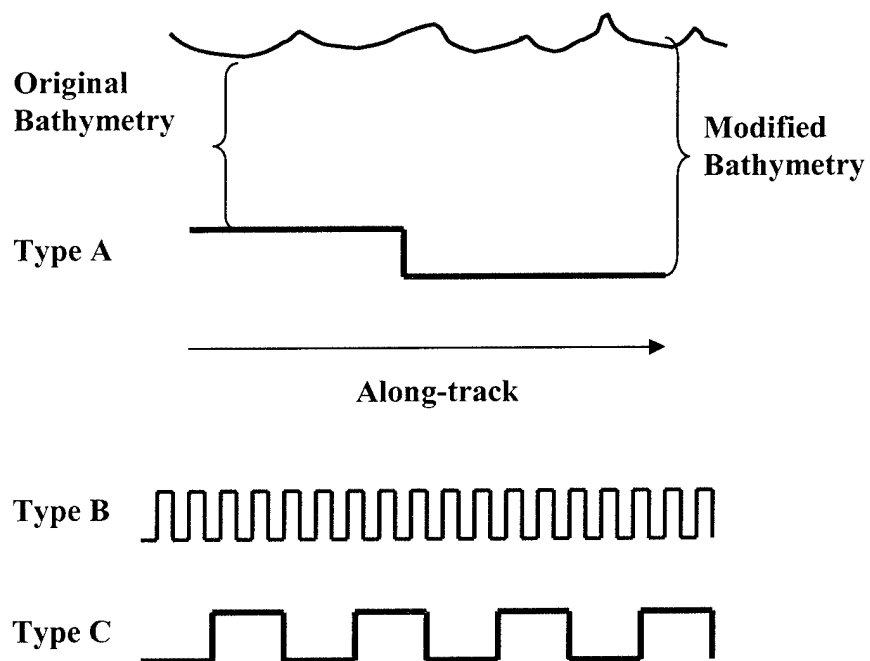 Original
Bathymetry
Modified
Bathymetry
Type A
Along-track
Type B
Type C